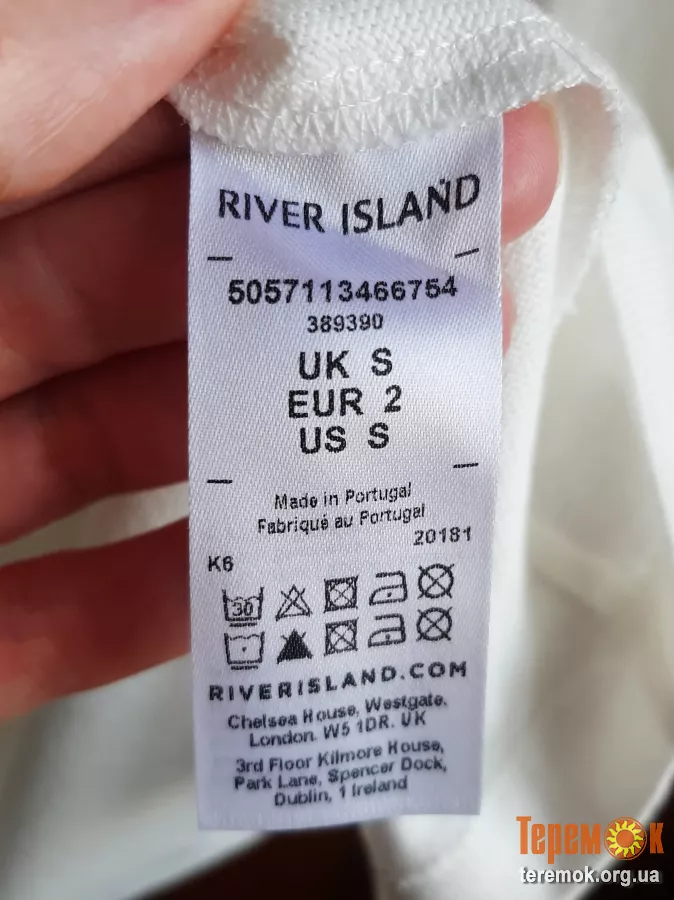 RIVER ISLAND
5057113466754
389390
UK S
EUR 2
US S
Made in Portugal
Fabriqué au Portugal
20181
K6
30
RIVERISLAND.COM
Chelsea House, Westgate,
London. W5 1DR. UK
3rd Floor Kilmore House,
Park Lane, Spencer Dock,
Dublin, 1 Ireland
Теремок
teremok.org.ua